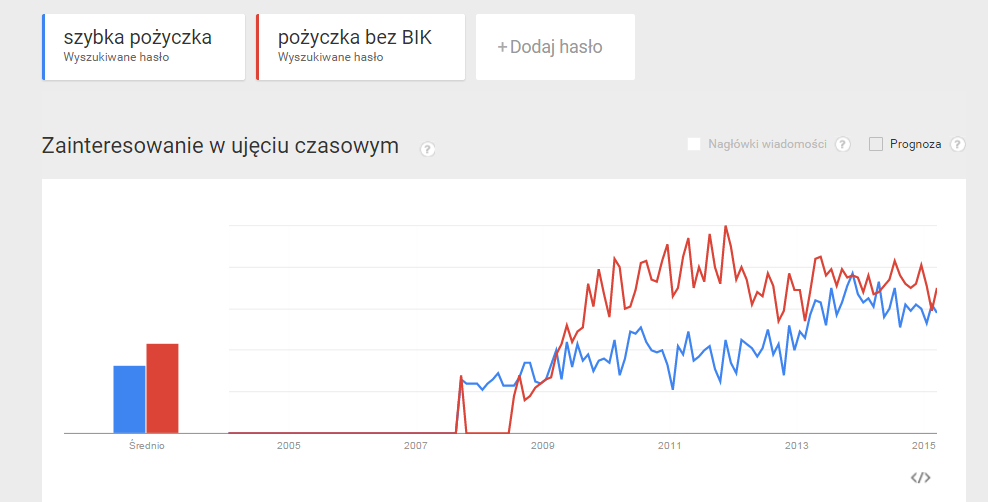 szybka pożyczka
Wyszukiwane hasło
pożyczka bez BIK
Wyszukiwane hasło
+Dodaj hasło
Zainteresowanie w ujęciu czasowym ?
Nagłówki wiadomości ?
Prognoza ?
Średnio
2005
2007
2009
2011
2013
2015
</>